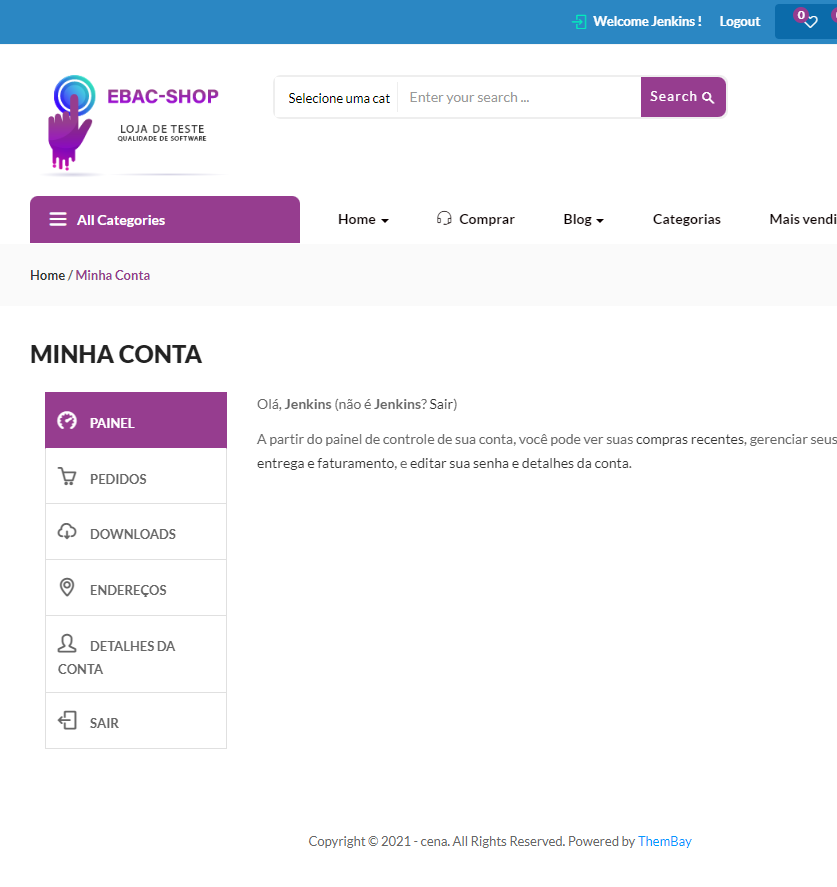 Welcome Jenkins ! Logout 0
EBAC-SHOP
LOJA DE TESTE
QUALIDADE DE SOFTWARE
Selecione uma cat Enter your search ... Search
All Categories Home Comprar Blog Categorias Mais vendi
Home / Minha Conta
MINHA CONTA
PAINEL
PEDIDOS
DOWNLOADS
ENDEREÇOS
DETALHES DA
CONTA
SAIR
Olá, Jenkins (não é Jenkins? Sair)
A partir do painel de controle de sua conta, você pode ver suas compras recentes, gerenciar seus
entrega e faturamento, e editar sua senha e detalhes da conta.
Copyright © 2021 - cena. All Rights Reserved. Powered by ThemBay